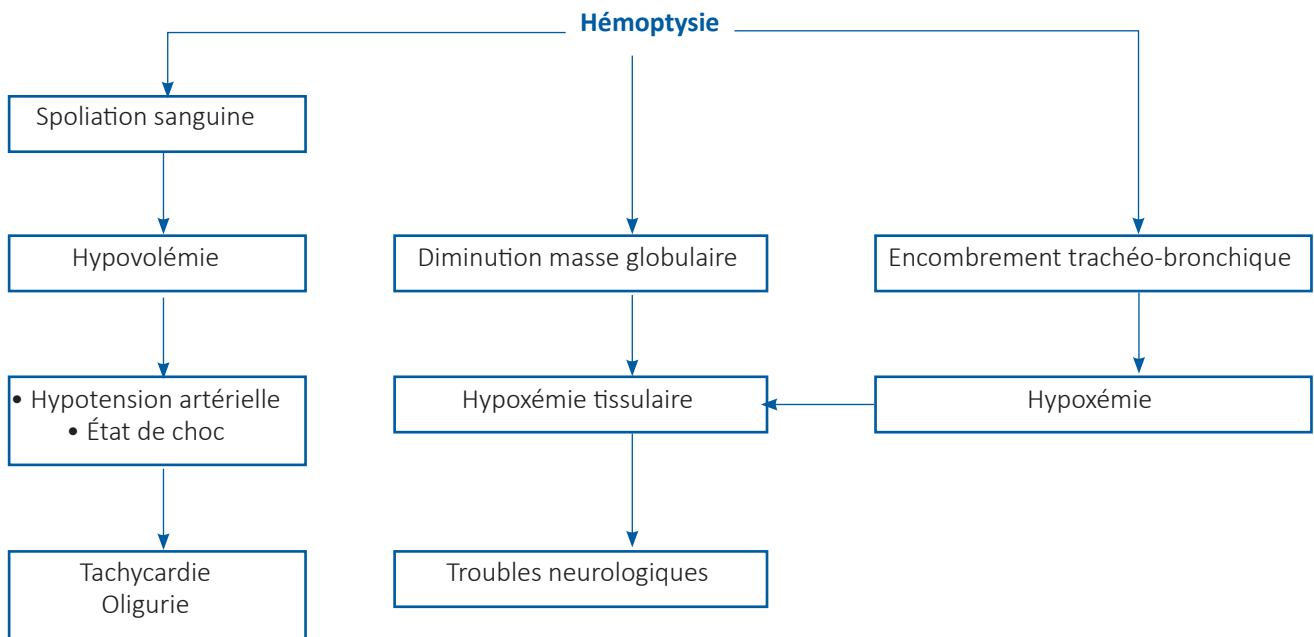 Hémoptysie
Spoliation sanguine
Hypovolémie
Diminution masse globulaire
Encombrement trachéo-bronchique
• Hypotension artérielle
• État de choc
Hypoxémie tissulaire
Hypoxémie
Tachycardie
Oligurie
Troubles neurologiques